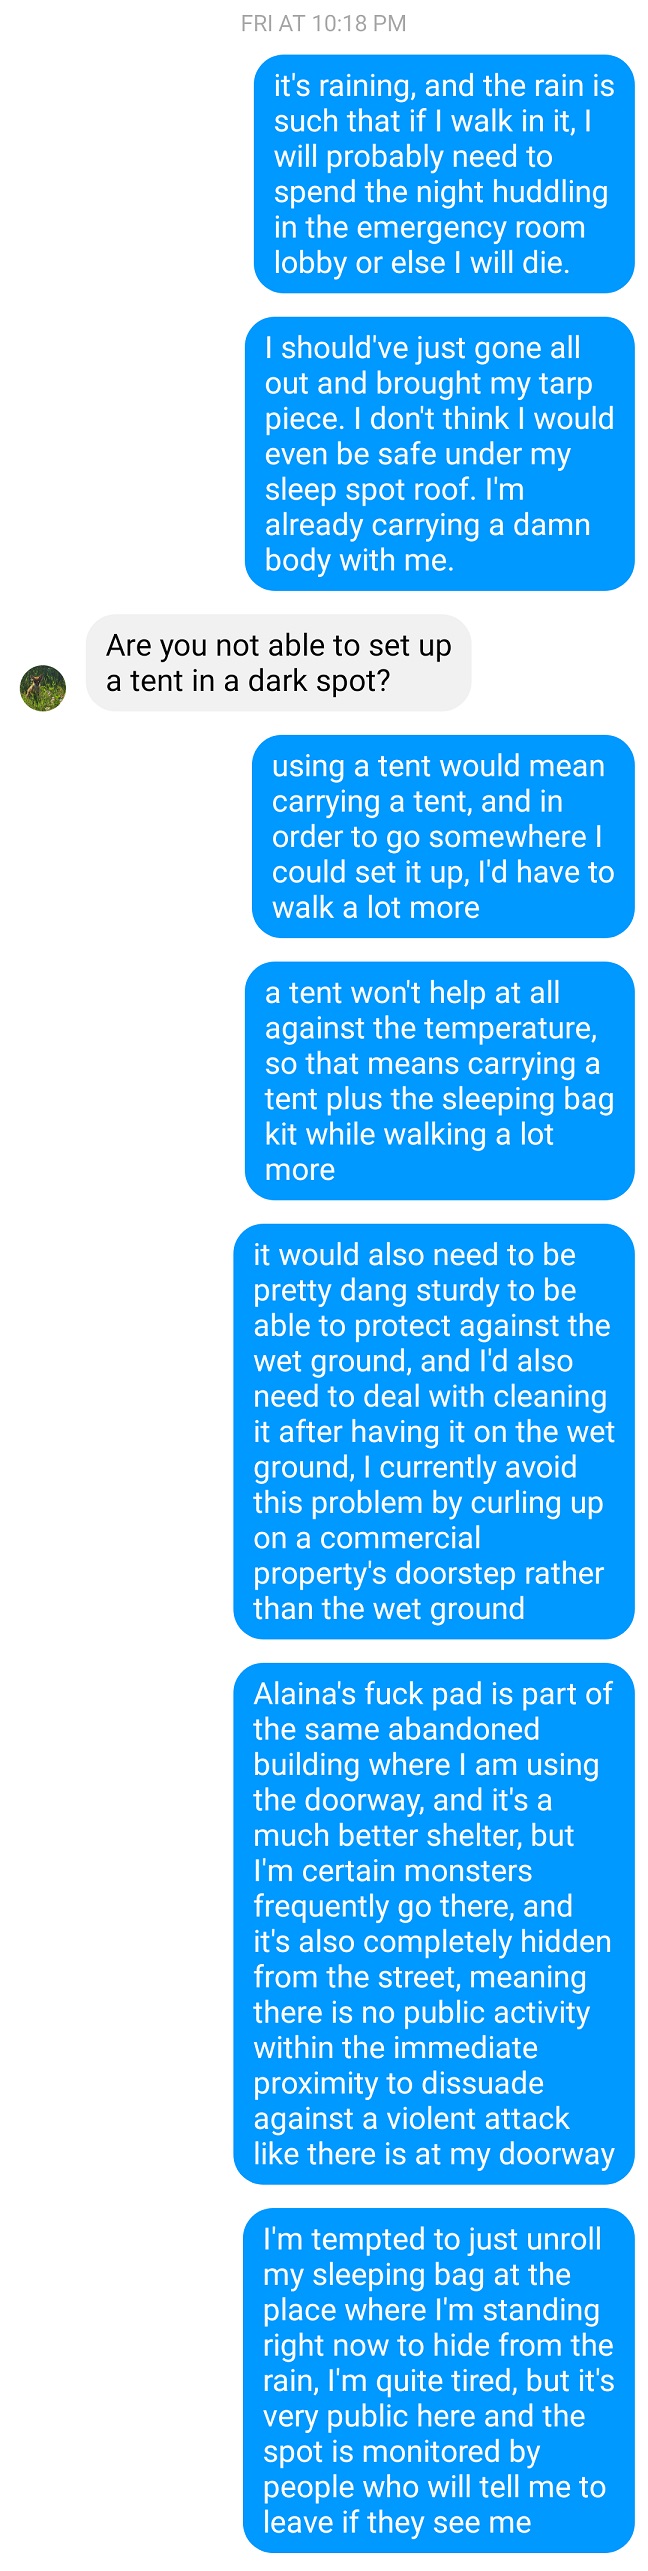 FRI AT 10:18 PM
it's raining, and the rain is
such that if I walk in it, I
will probably need to
spend the night huddling
in the emergency room
lobby or else I will die.
I should've just gone all
out and brought my tarp
piece. I don't think I would
even be safe under my
sleep spot roof. I'm
already carrying a damn
body with me.
Are you not able to set up
a tent in a dark spot?
using a tent would mean
carrying a tent, and in
order to go somewhere I
could set it up, I'd have to
walk a lot more
a tent won't help at all
against the temperature,
so that means carrying a
tent plus the sleeping bag
kit while walking a lot
more
it would also need to be
pretty dang sturdy to be
able to protect against the
wet ground, and I'd also
need to deal with cleaning
it after having it on the wet
ground, I currently avoid
this problem by curling up
on a commercial
property's doorstep rather
than the wet ground
Alaina's fuck pad is part of
the same abandoned
building where I am using
the doorway, and it's a
much better shelter, but
I'm certain monsters
frequently go there, and
it's also completely hidden
from the street, meaning
there is no public activity
within the immediate
proximity to dissuade
against a violent attack
like there is at my doorway
I'm tempted to just unroll
my sleeping bag at the
place where I'm standing
right now to hide from the
rain, I'm quite tired, but it's
very public here and the
spot is monitored by
people who will tell me to
leave if they see me